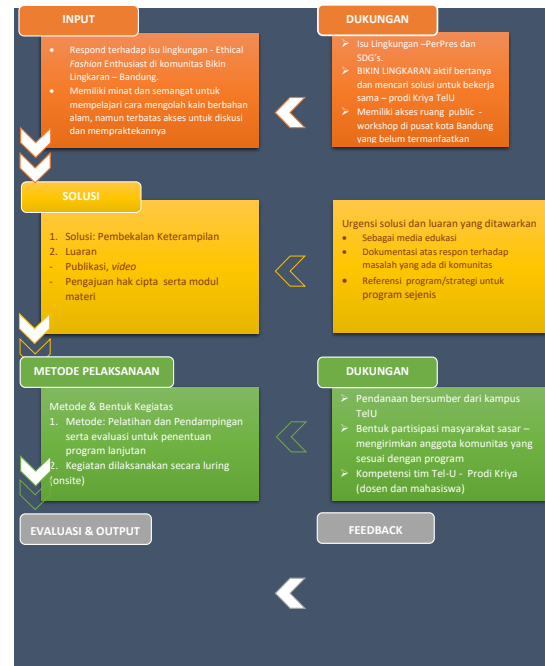 INPUT
• Respond terhadap isu lingkungan - Ethical
Fashion Enthusiast di komunitas Bikin
Lingkaran – Bandung.
• Memiliki minat dan semangat untuk
mempelajari cara mengolah kain berbahan
alam, namun terbatas akses untuk diskusi
dan mempraktekannya
DUKUNGAN
➢ Isu Lingkungan –PerPres dan
SDG's.
➢ BIKIN LINGKARAN aktif bertanya
dan mencari solusi untuk bekerja
sama – prodi Kriya TelU
➢ Memiliki akses ruang public -
workshop di pusat kota Bandung
yang belum termanfaatkan
SOLUSI
1. Solusi: Pembekalan Keterampilan
2. Luaran
- Publikasi, video
- Pengajuan hak cipta serta modul
materi
Urgensi solusi dan luaran yang ditawarkan
• Sebagai media edukasi
• Dokumentasi atas respon terhadap
masalah yang ada di komunitas
• Referensi program/strategi untuk
program sejenis
METODE PELAKSANAAN
Metode & Bentuk Kegiatas
1. Metode: Pelatihan dan Pendampingan
serta evaluasi untuk penentuan
program lanjutan
2. Kegiatan dilaksanakan secara luring
(onsite)
DUKUNGAN
➢ Pendanaan bersumber dari kampus
TelU
➢ Bentuk partisipasi masyarakat sasar –
mengirimkan anggota komunitas yang
sesuai dengan program
➢ Kompetensi tim Tel-U - Prodi Kriya
(dosen dan mahasiswa)
EVALUASI & OUTPUT
FEEDBACK